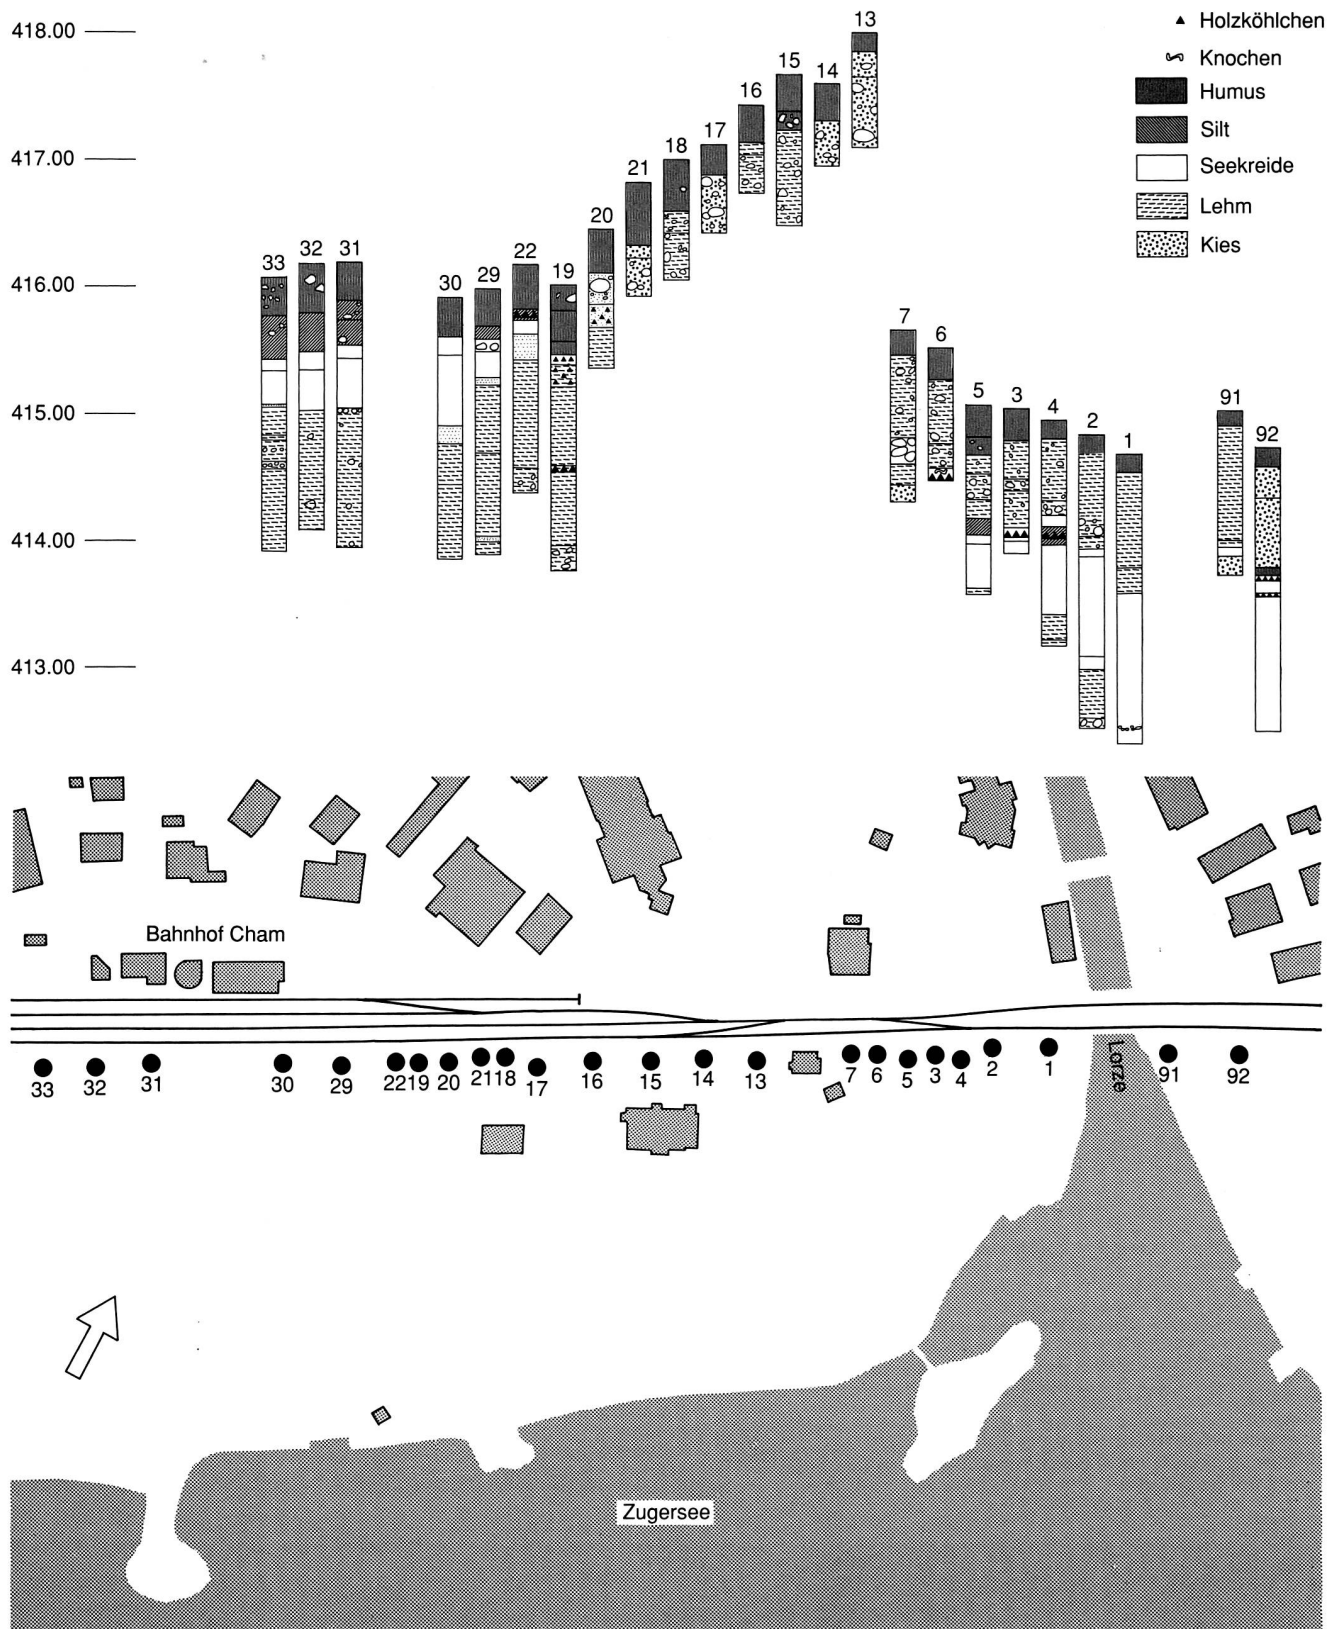 418.00
417.00
416.00
415.00
414.00
413.00
Holzköhlchen
Knochen
Humus
Silt
Seekreide
Lehm
Kies
33 32 31 30 29 22 19 20 21 18 17 16 15 14 13 7 6 5 3 4 2 1 91 92
Bahnhof Cham
33 32 31 30 29 22 19 20 21 18 17 16 15 14 13 7 6 5 3 4 2 1 91 92
Lorze
Zugersee